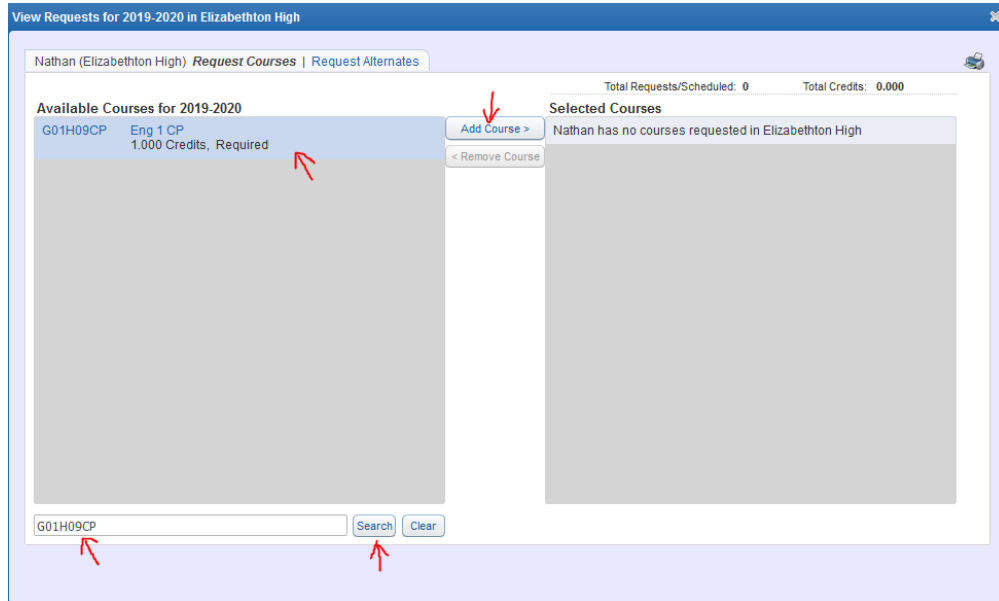 View Requests for 2019-2020 in Elizabethton High
Nathan (Elizabethton High) Request Courses | Request Alternates
Total Requests/Scheduled: 0 Total Credits: 0.000
Available Courses for 2019-2020
Selected Courses
G01H09CP Eng 1 CP
1.000 Credits, Required
Add Course >
< Remove Course
Nathan has no courses requested in Elizabethton High
G01H09CP
Search
Clear